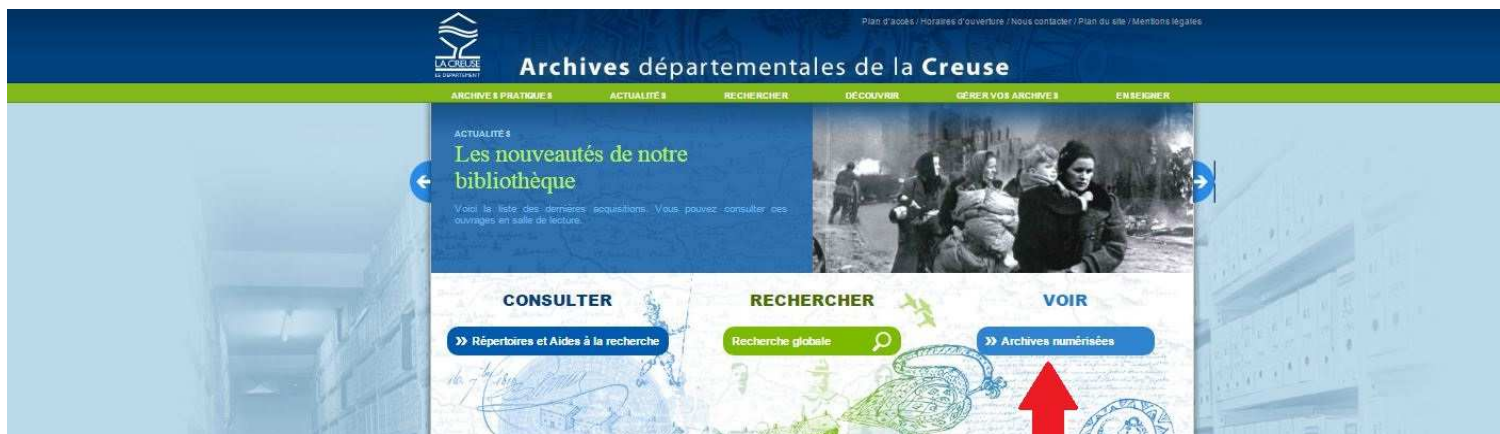 Plan d'accès / Horaires d'ouverture / Nous contacter / Plan du site / Mentions légales
LA CREUSE
LE DEPARTEMENT
Archives départementales de la Creuse
ARCHIVES PRATIQUES ACTUALITÉS RECHERCHER DÉCOUVRIR GÉRER VOS ARCHIVES ENSEIGNER
ACTUALITÉS
Les nouveautés de notre
bibliothèque
Voici la liste des dernières acquisitions. Vous pouvez consulter ces
ouvrages en salle de lecture.
CONSULTER RECHERCHER VOIR
Répertoires et Aides à la recherche Recherche globale Archives numérisées